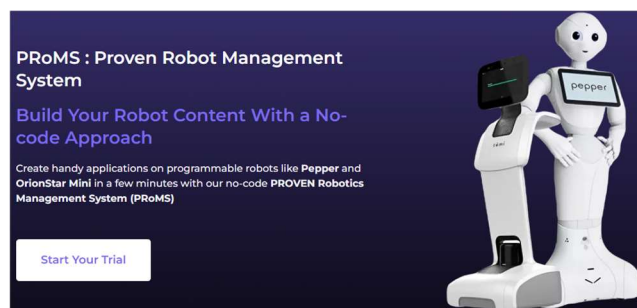 PRoMS : Proven Robot Management
System
Build Your Robot Content With a No-
code Approach
Create handy applications on programmable robots like Pepper and
OrionStar Mini in a few minutes with our no-code PROVEN Robotics
Management System (PRoMS)
Start Your Trial
pepper